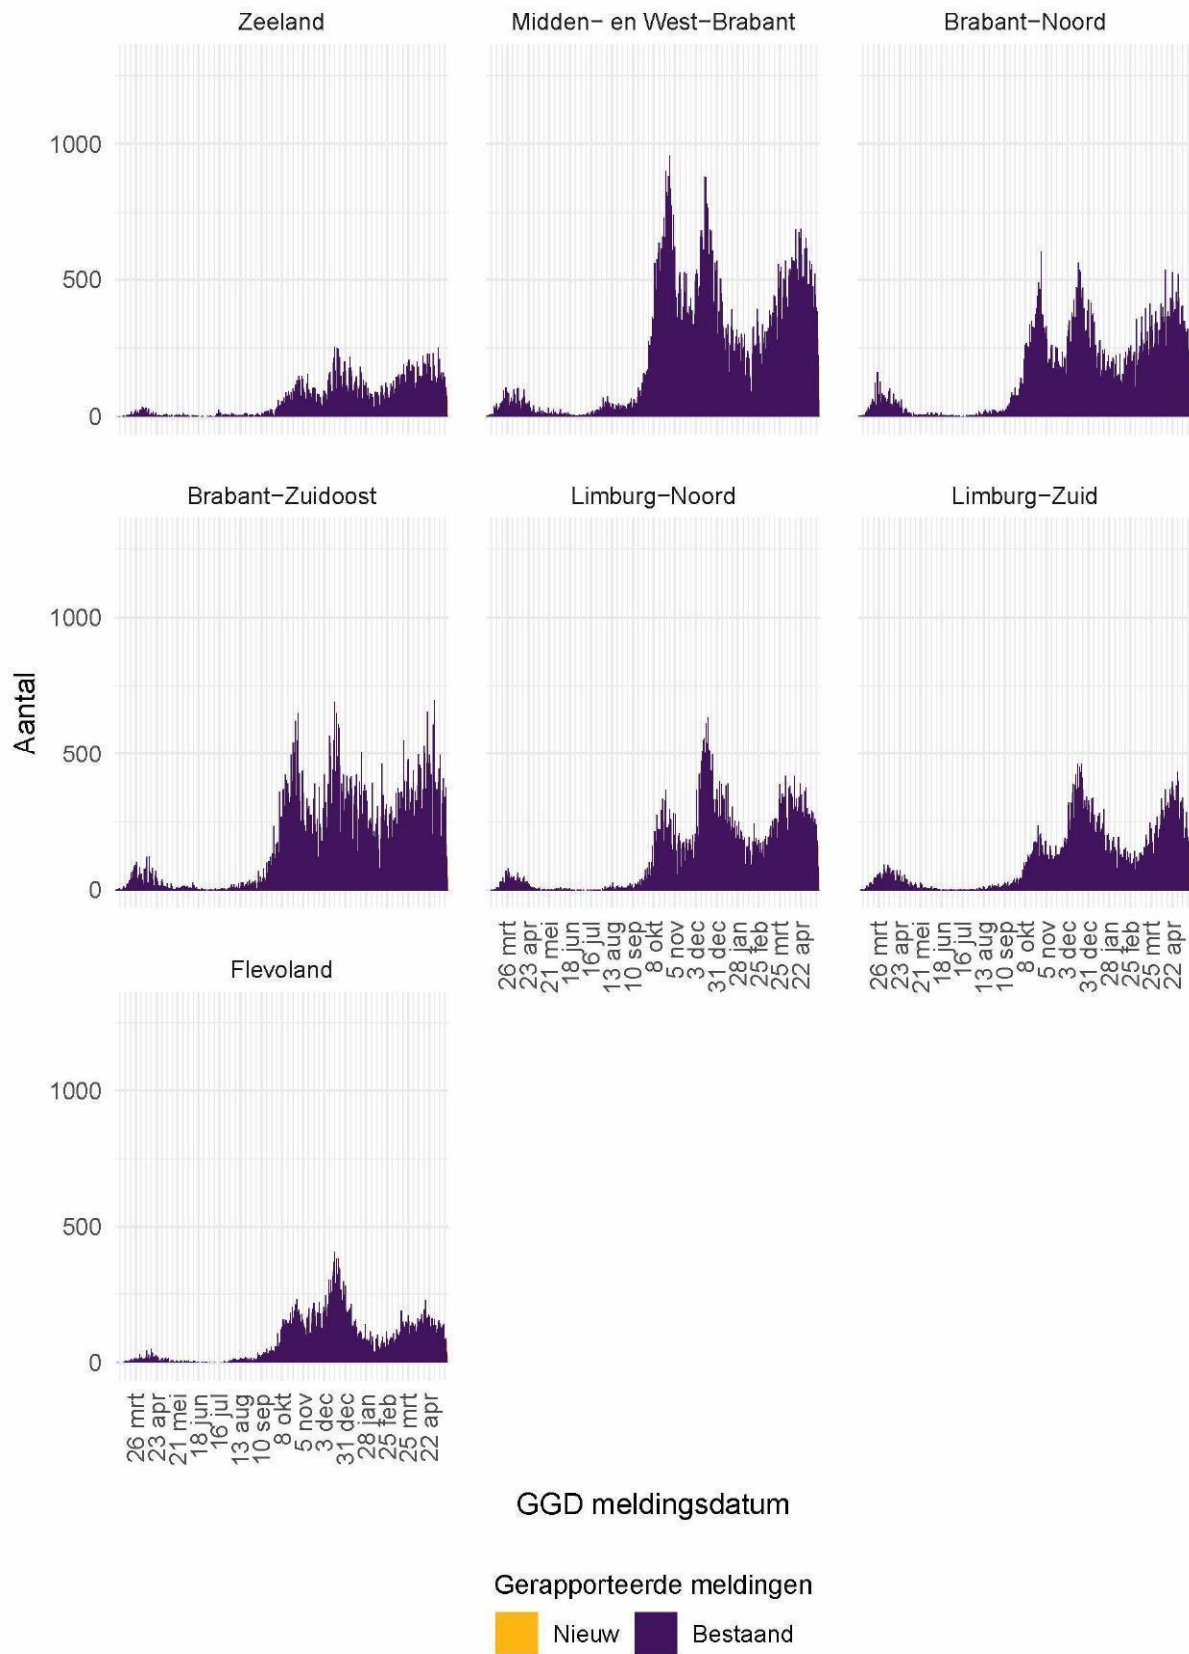 Zeeland
Midden- en West-Brabant
Brabant-Noord
1000
500
0
Brabant-Zuidoost
Limburg-Noord
Limburg-Zuid
1000
500
0
Aantal
26 mrt
23 apr
21 mei
18 jun
16 jul
13 aug
10 sep
8 okt
5 nov
3 dec
31 dec
28 jan
25 feb
25 mrt
22 apr
26 mrt
23 apr
21 mei
18 jun
16 jul
13 aug
10 sep
8 okt
5 nov
3 dec
31 dec
28 jan
25 feb
25 mrt
22 apr
Flevoland
1000
500
0
26 mrt
23 apr
21 mei
18 jun
16 jul
13 aug
10 sep
8 okt
5 nov
3 dec
31 dec
28 jan
25 feb
25 mrt
22 apr
GGD meldingsdatum
Gerapporteerde meldingen
Nieuw
Bestaand